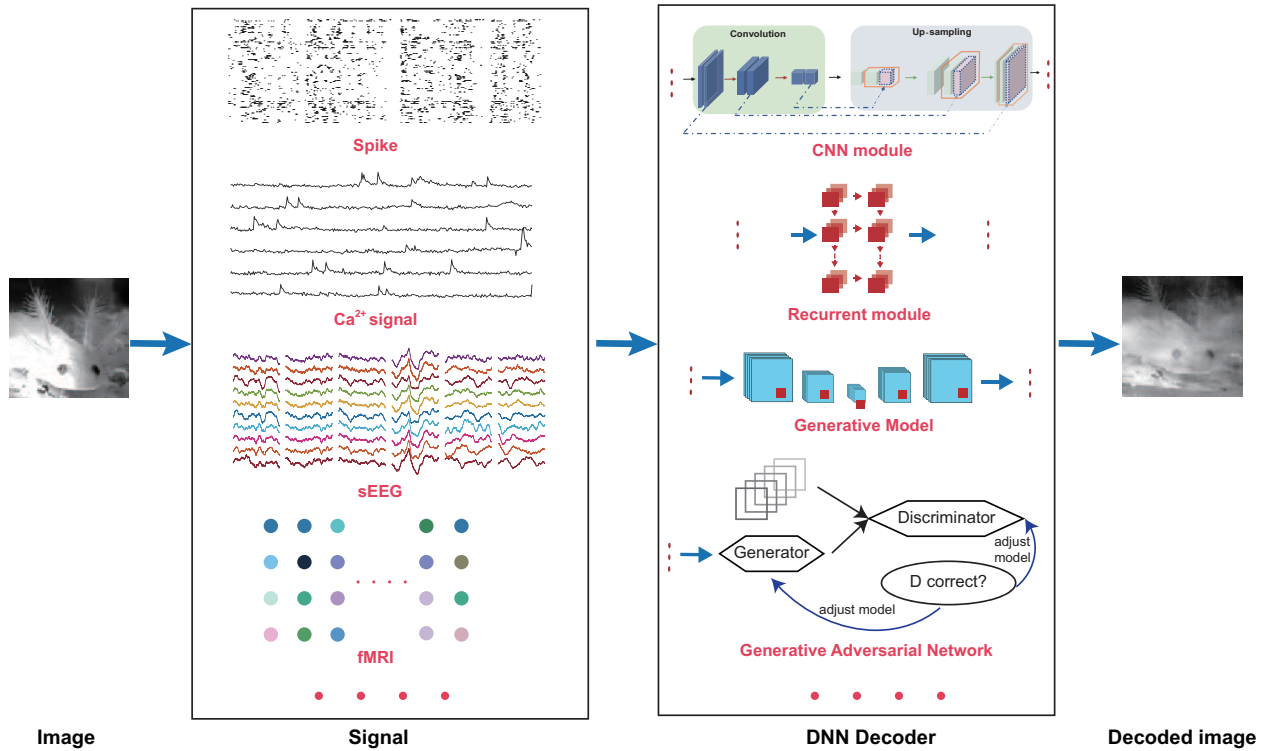 Spike
Ca²⁺ signal
sEEG
fMRI
Convolution
Up-sampling
CNN module
Recurrent module
Generative Model
Discriminator
Generator
adjust
model
D correct?
adjust model
Generative Adversarial Network
Image
Signal
DNN Decoder
Decoded image